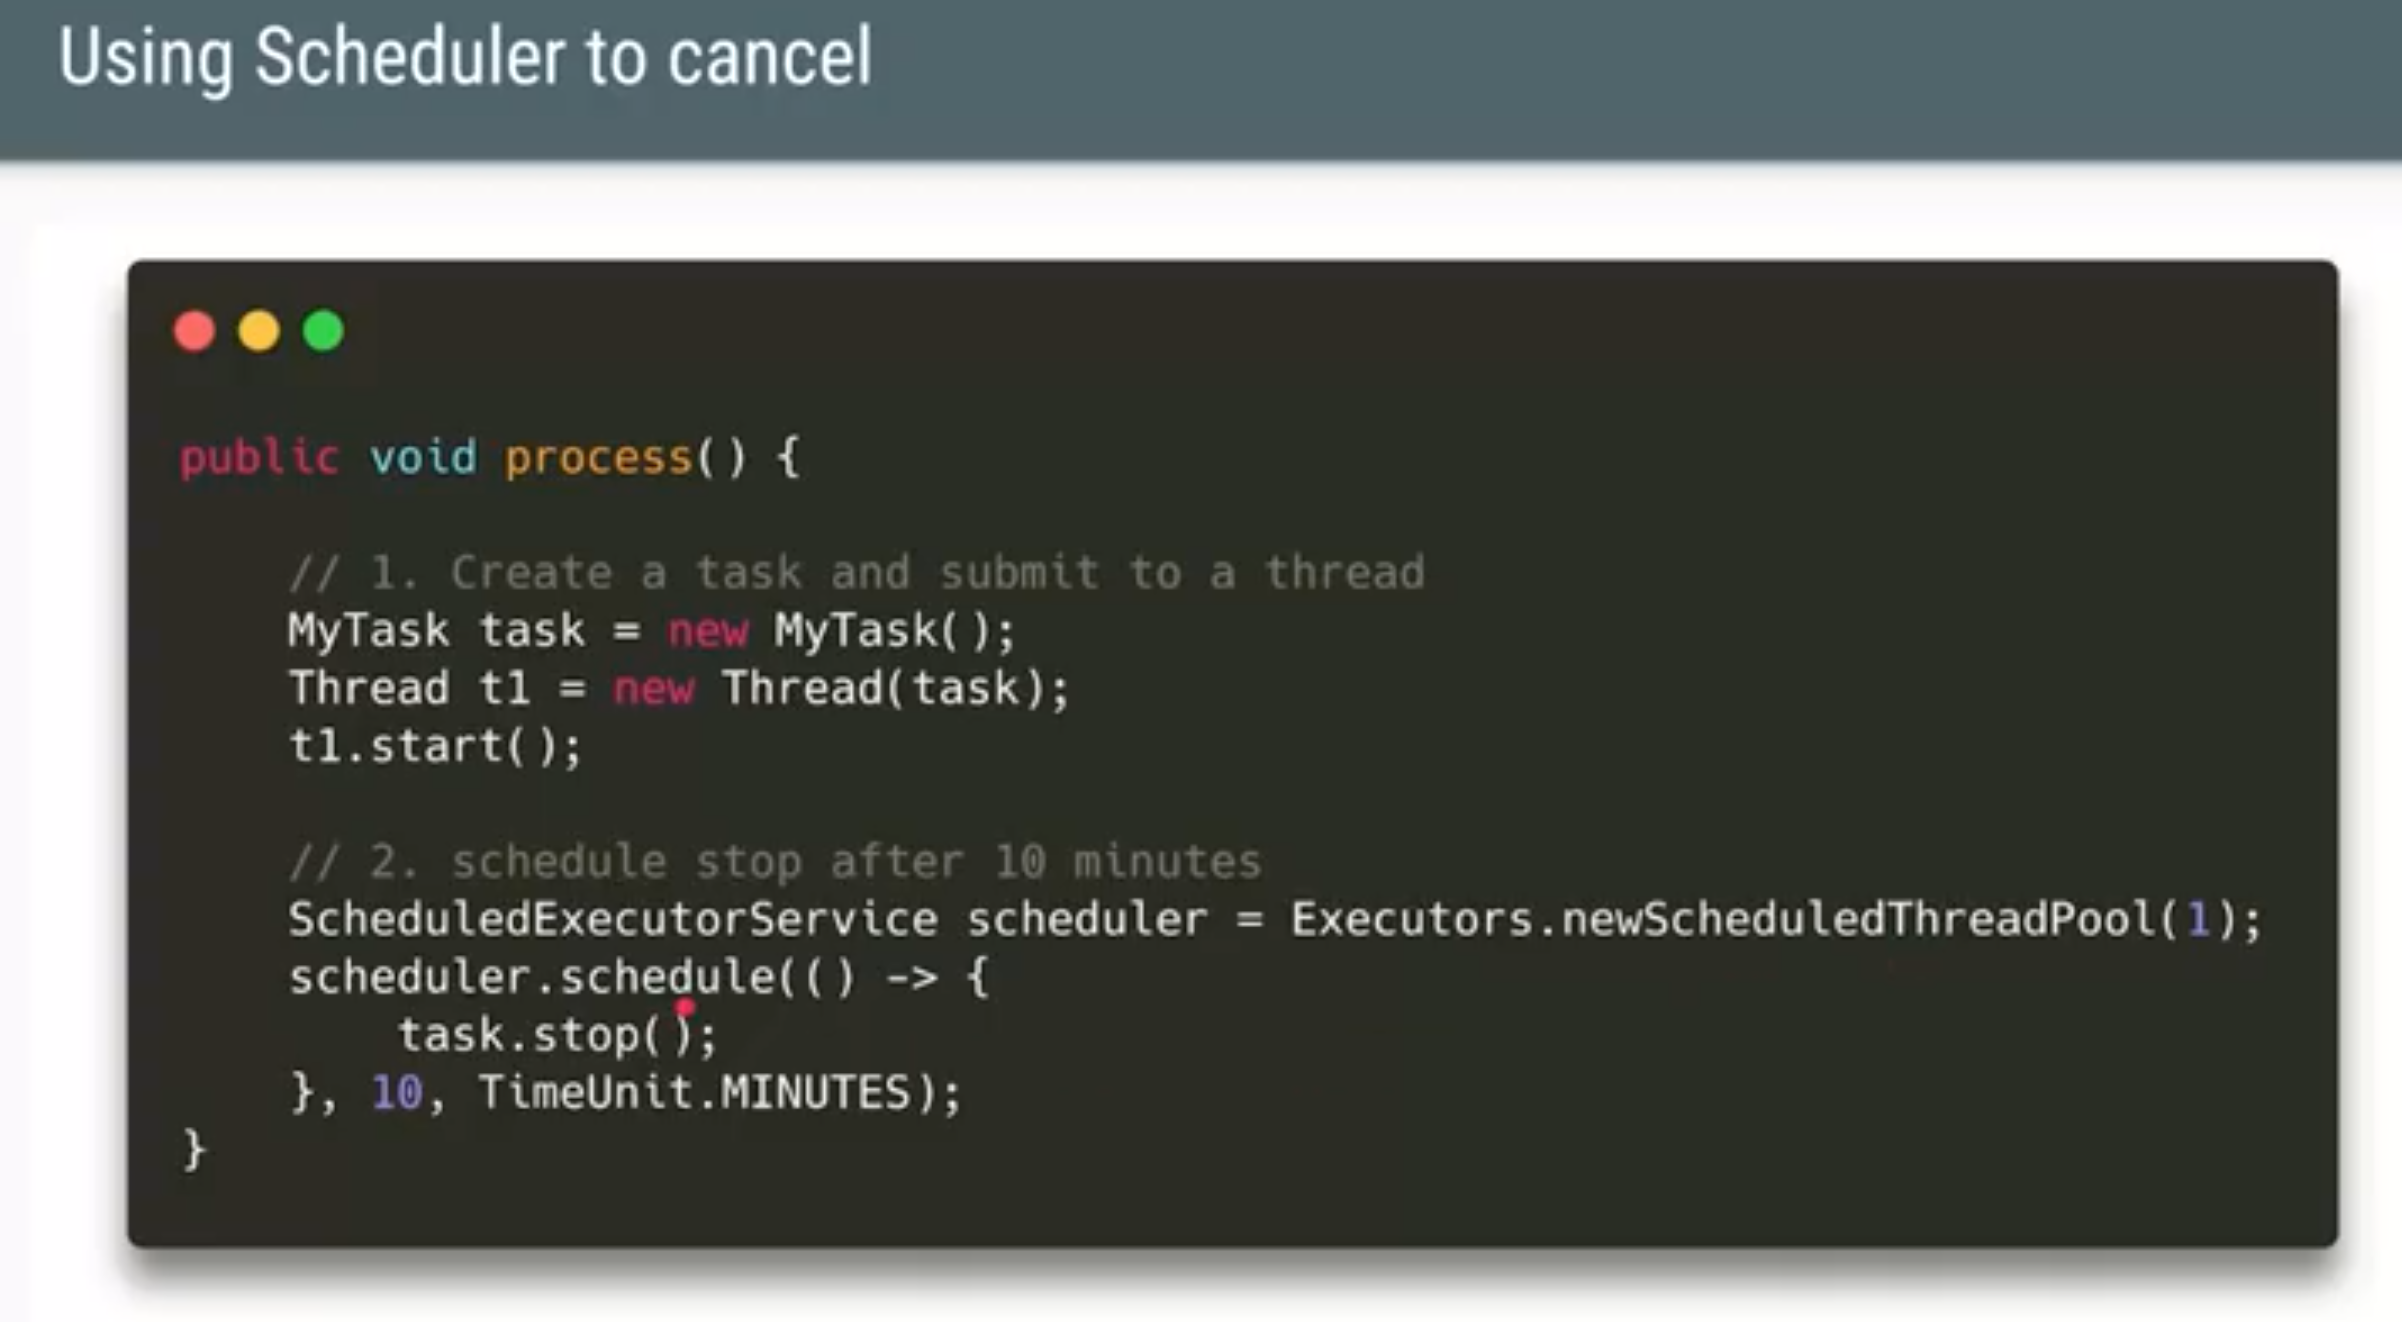 Using Scheduler to cancel
public void process() {
// 1. Create a task and submit to a thread
MyTask task = new MyTask();
Thread t1 = new Thread(task);
t1.start();
// 2. schedule stop after 10 minutes
ScheduledExecutorService scheduler = Executors.newScheduledThreadPool(1);
scheduler.schedule(() -> {
task.stop();
}, 10, TimeUnit.MINUTES);
}